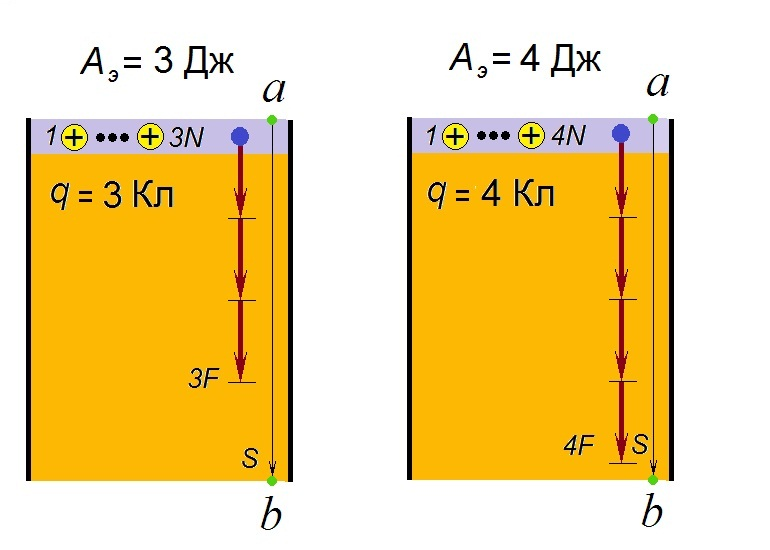 Aэ = 3 Дж
a
1 + ••• + 3N
q = 3 Кл
3F
S
b
Aэ = 4 Дж
a
1 + ••• + 4N
q = 4 Кл
4F
S
b